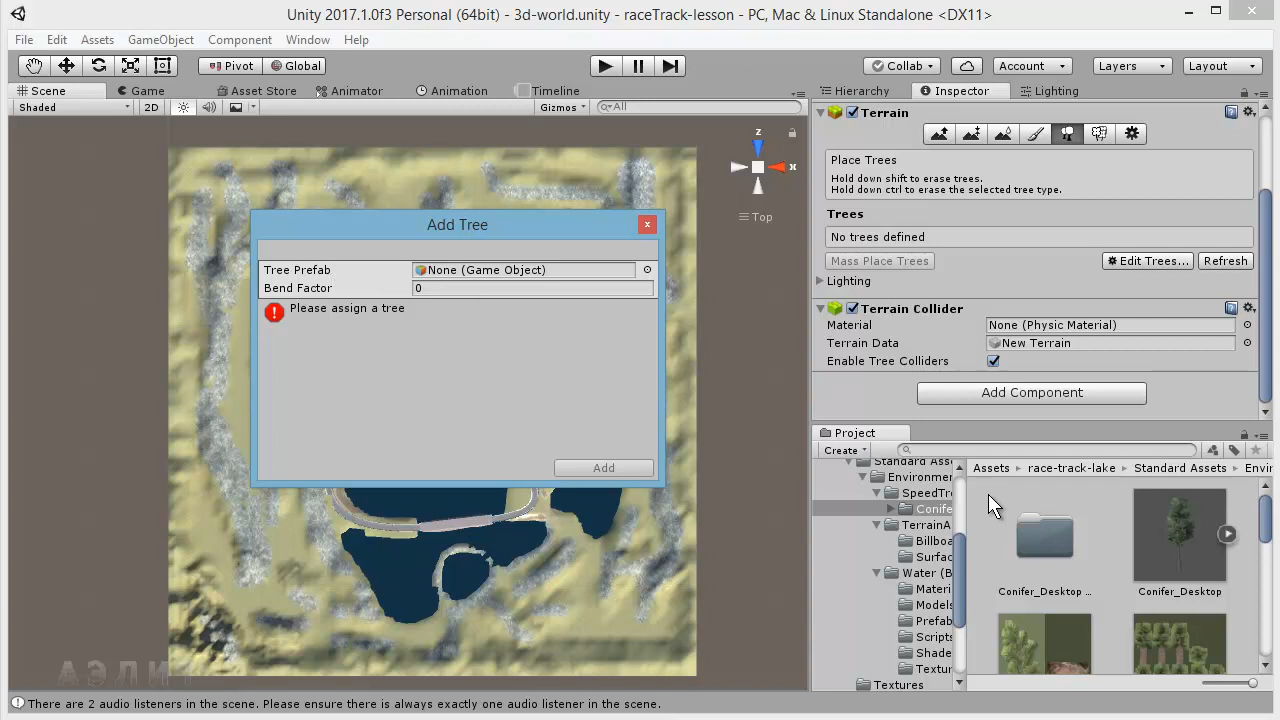 Unity 2017.1.0f3 Personal (64bit) - 3d-world.unity - raceTrack-lesson - PC, Mac & Linux Standalone <DX11>
File Edit Assets GameObject Component Window Help
Pivot Global Collab Account Layers Layout
Scene Game Asset Store Animator Animation Timeline
Shaded 2D Gizmos All
Hierarchy Inspector Lighting
Terrain
Place Trees
Hold down shift to erase trees.
Hold down ctrl to erase the selected tree type.
Trees
No trees defined
Mass Place Trees Edit Trees... Refresh
Lighting
Terrain Collider
Material None (Physic Material)
Terrain Data New Terrain
Enable Tree Colliders
Add Component
z
x
Top
Add Tree
Tree Prefab None (Game Object)
Bend Factor 0
Please assign a tree
Add
Project
Create
Standard Ass
Environme
SpeedTre
Conife
TerrainA
Billboa
Surfac
Water (B
Materi
Models
Prefab
Scripts
Shade
Textur
Textures
Assets race-track-lake Standard Assets Envir
Conifer_Desktop ...
Conifer_Desktop
АЭЛИТ
There are 2 audio listeners in the scene. Please ensure there is always exactly one audio listener in the scene.